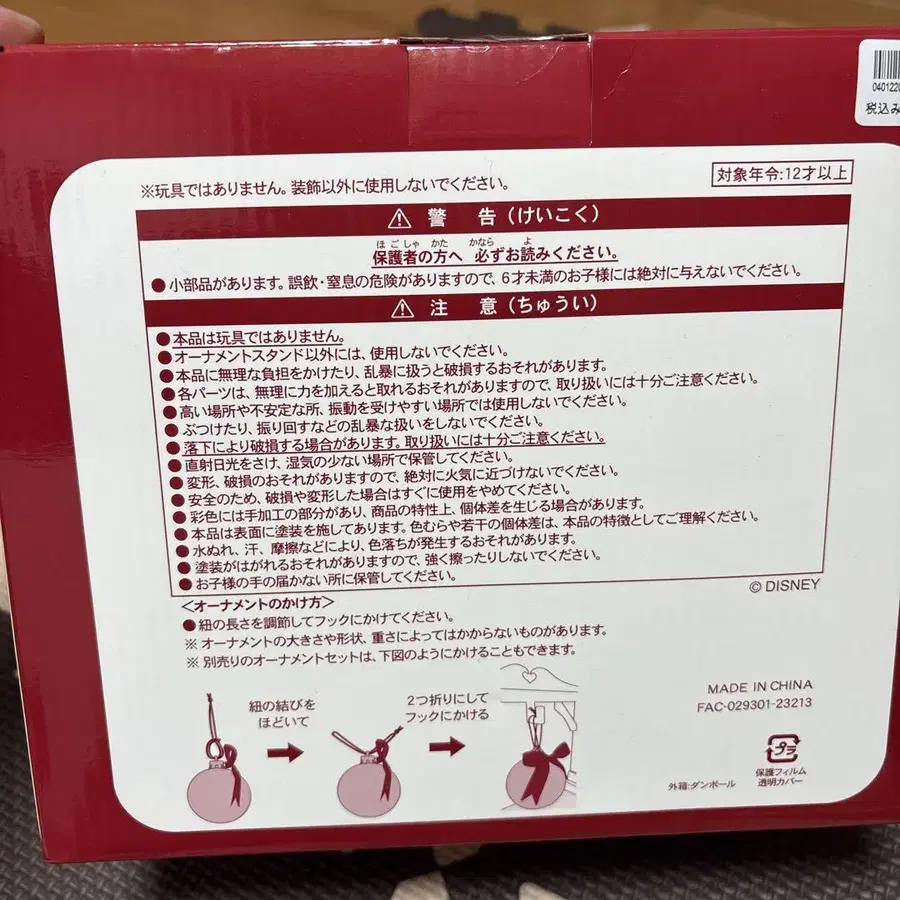 0401220
税込み
※玩具ではありません。装飾以外に使用しないでください。
対象年令:12才以上
⚠ 警 告(けいこく)
ほごしゃ かた かなら よ
保護者の方へ 必ずお読みください。
●小部品があります。誤飲・窒息の危険がありますので、6才未満のお子様には絶対に与えないでください。
⚠ 注 意(ちゅうい)
●本品は玩具ではありません。
●オーナメントスタンド以外には、使用しないでください。
●本品に無理な負担をかけたり、乱暴に扱うと破損するおそれがあります。
●各パーツは、無理に力を加えると取れるおそれがありますので、取り扱いには十分ご注意ください。
●高い場所や不安定な所、振動を受けやすい場所では使用しないでください。
●ぶつけたり、振り回すなどの乱暴な扱いをしないでください。
●落下により破損する場合があります。取り扱いには十分ご注意ください。
●直射日光をさけ、湿気の少ない場所で保管してください。
●変形、破損のおそれがありますので、絶対に火気に近づけないでください。
●安全のため、破損や変形した場合はすぐに使用をやめてください。
●彩色には手加工の部分があり、商品の特性上、個体差を生じる場合があります。
●本品は表面に塗装を施してあります。色むらや若干の個体差は、本品の特徴としてご理解ください。
●水ぬれ、汗、摩擦などにより、色落ちが発生するおそれがあります。
●塗装がはがれるおそれがありますので、強く擦ったりしないでください。
●お子様の手の届かない所に保管してください。
© DISNEY
<オーナメントのかけ方>
●紐の長さを調節してフックにかけてください。
※ オーナメントの大きさや形状、重さによってはかからないものがあります。
※ 別売りのオーナメントセットは、下図のようにかけることもできます。
紐の結びを
ほどいて
2つ折りにして
フックにかける
MADE IN CHINA
FAC-029301-23213
プラ
保護フィルム
透明カバー
外箱:ダンボール